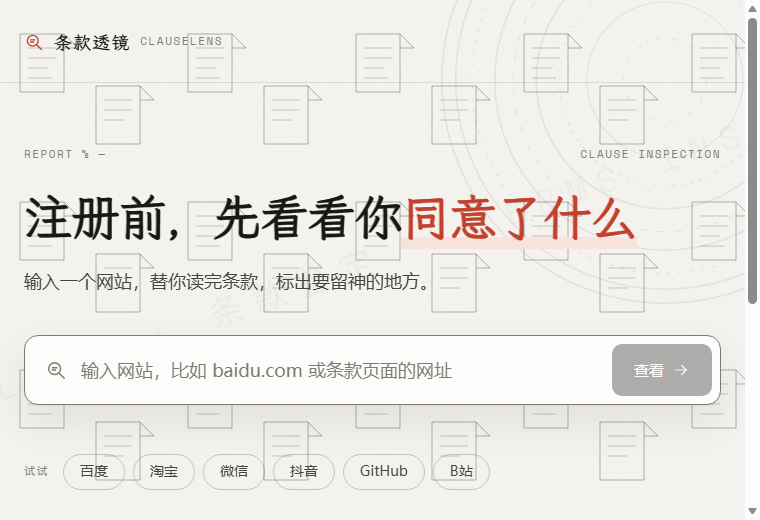 条款透镜 CLAUSELENS
REPORT № —
CLAUSE INSPECTION
注册前，先看看你同意了什么
输入一个网站，替你读完条款，标出要留神的地方。
输入网站，比如 baidu.com 或条款页面的网址
查看 →
试试 百度 淘宝 微信 抖音 GitHub B站